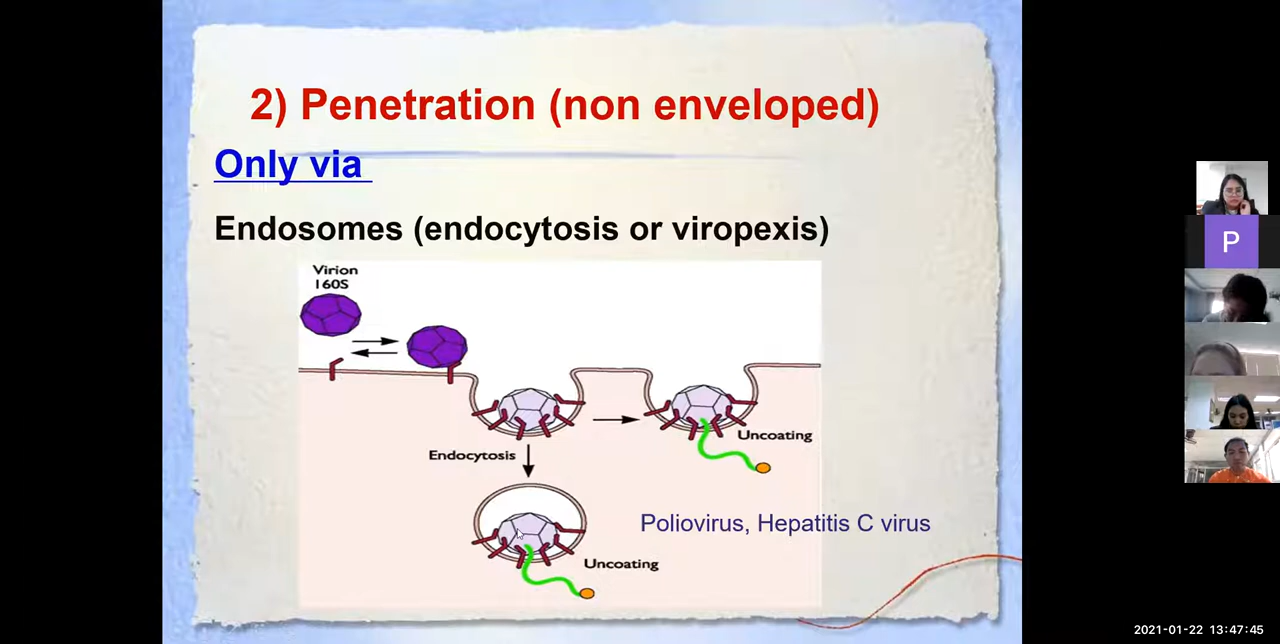 2) Penetration (non enveloped)
Only via
Endosomes (endocytosis or viropexis)
Virion
160S
Uncoating
Endocytosis
Poliovirus, Hepatitis C virus
Uncoating
P
2021-01-22 13:47:45